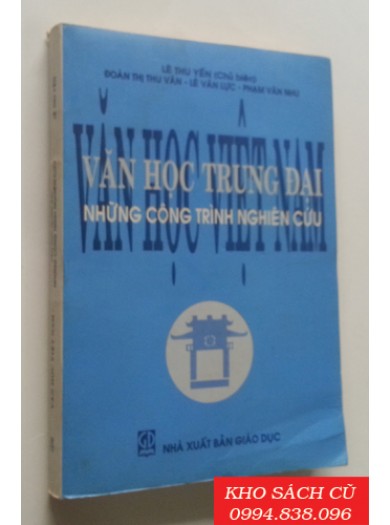 LÊ THU YẾN (Chủ biên)
ĐOÀN THỊ THU VÂN - LÊ VĂN LỰC - PHẠM VĂN NHU
VĂN HỌC VIỆT NAM
VĂN HỌC TRUNG ĐẠI
NHỮNG CÔNG TRÌNH NGHIÊN CỨU
GD
NHÀ XUẤT BẢN GIÁO DỤC
KHO SÁCH CŨ
0994.838.096